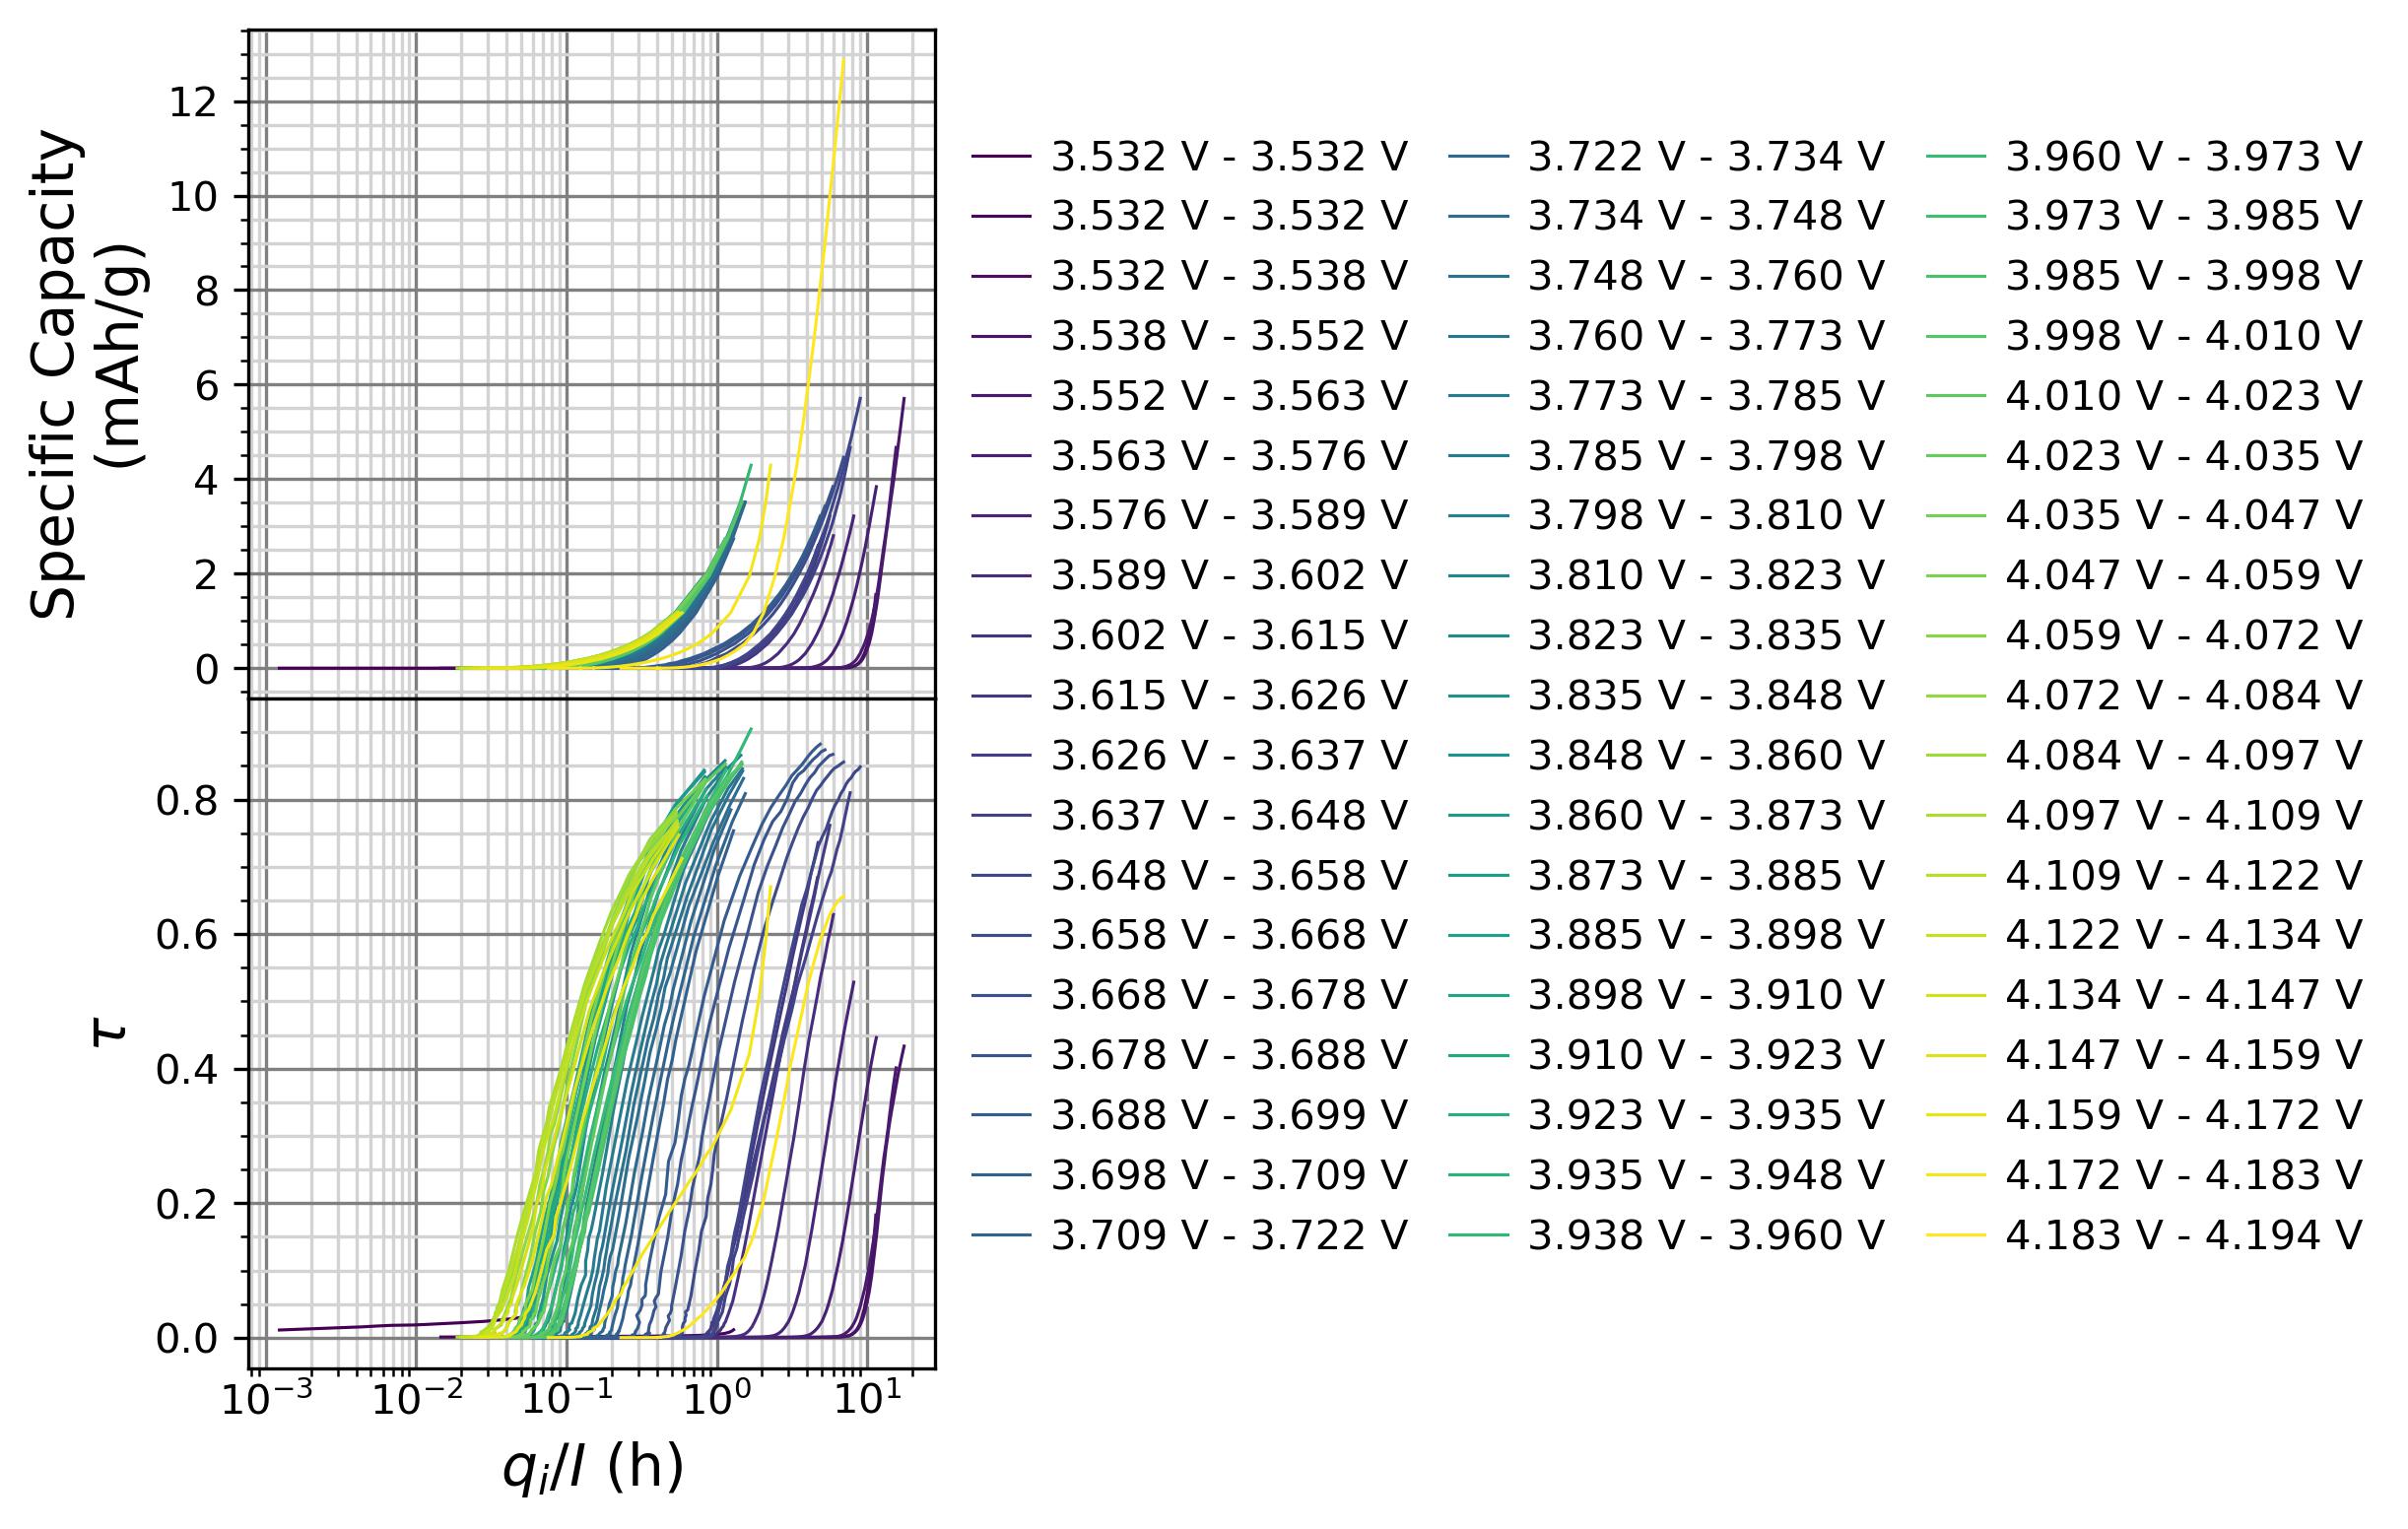 Specific Capacity
(mAh/g)
12
10
8
6
4
2
0
τ
0.8
0.6
0.4
0.2
0.0
10⁻³ 10⁻² 10⁻¹ 10⁰ 10¹
qᵢ/I (h)
3.532 V - 3.532 V
3.532 V - 3.532 V
3.532 V - 3.538 V
3.538 V - 3.552 V
3.552 V - 3.563 V
3.563 V - 3.576 V
3.576 V - 3.589 V
3.589 V - 3.602 V
3.602 V - 3.615 V
3.615 V - 3.626 V
3.626 V - 3.637 V
3.637 V - 3.648 V
3.648 V - 3.658 V
3.658 V - 3.668 V
3.668 V - 3.678 V
3.678 V - 3.688 V
3.688 V - 3.699 V
3.698 V - 3.709 V
3.709 V - 3.722 V
3.722 V - 3.734 V
3.734 V - 3.748 V
3.748 V - 3.760 V
3.760 V - 3.773 V
3.773 V - 3.785 V
3.785 V - 3.798 V
3.798 V - 3.810 V
3.810 V - 3.823 V
3.823 V - 3.835 V
3.835 V - 3.848 V
3.848 V - 3.860 V
3.860 V - 3.873 V
3.873 V - 3.885 V
3.885 V - 3.898 V
3.898 V - 3.910 V
3.910 V - 3.923 V
3.923 V - 3.935 V
3.935 V - 3.948 V
3.938 V - 3.960 V
3.960 V - 3.973 V
3.973 V - 3.985 V
3.985 V - 3.998 V
3.998 V - 4.010 V
4.010 V - 4.023 V
4.023 V - 4.035 V
4.035 V - 4.047 V
4.047 V - 4.059 V
4.059 V - 4.072 V
4.072 V - 4.084 V
4.084 V - 4.097 V
4.097 V - 4.109 V
4.109 V - 4.122 V
4.122 V - 4.134 V
4.134 V - 4.147 V
4.147 V - 4.159 V
4.159 V - 4.172 V
4.172 V - 4.183 V
4.183 V - 4.194 V